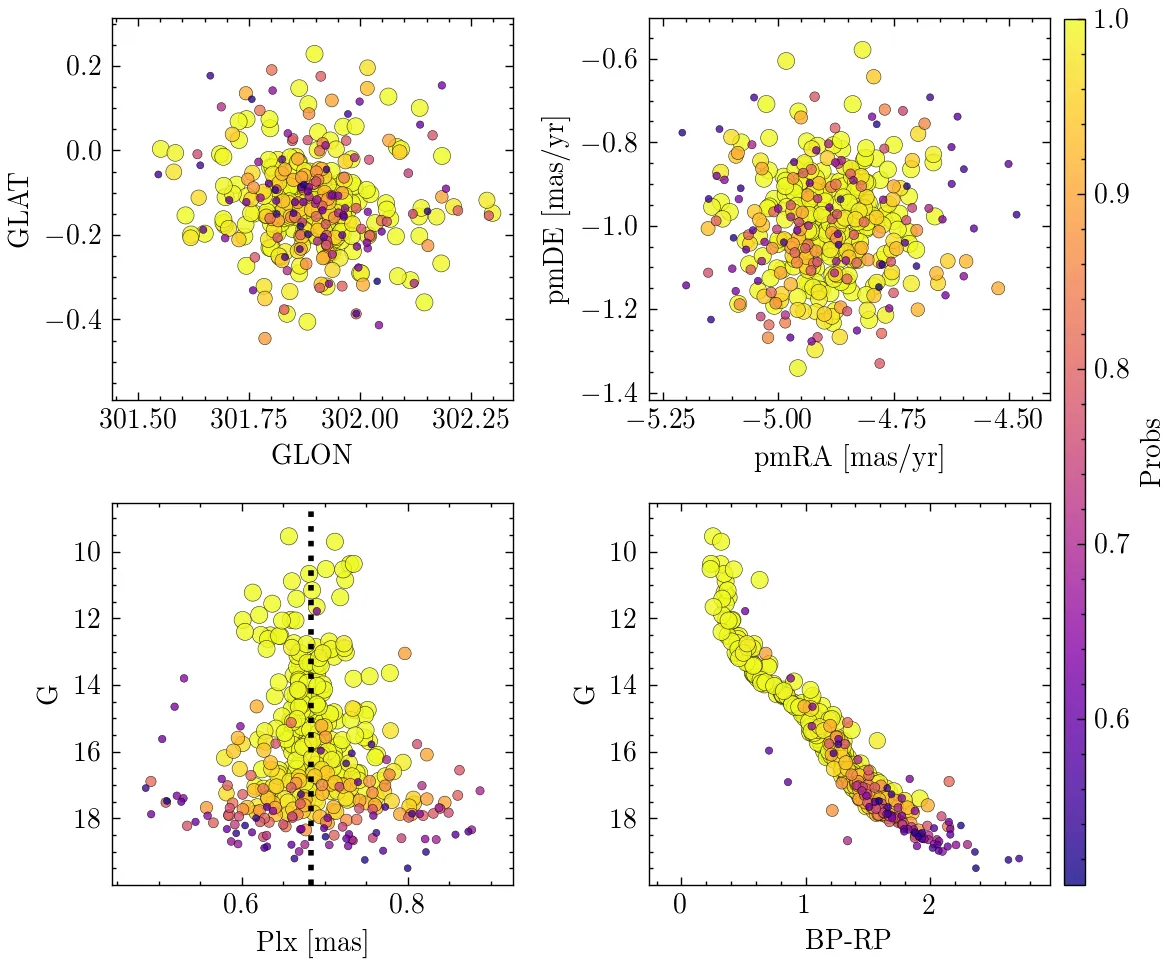 0.2
0.0
−0.2
−0.4
GLAT
301.50 301.75 302.00 302.25
GLON
−0.6
−0.8
−1.0
−1.2
−1.4
pmDE [mas/yr]
−5.25 −5.00 −4.75 −4.50
pmRA [mas/yr]
10
12
14
16
18
G
0.6 0.8
Plx [mas]
10
12
14
16
18
G
0 1 2
BP-RP
1.0
0.9
0.8
0.7
0.6
Probs